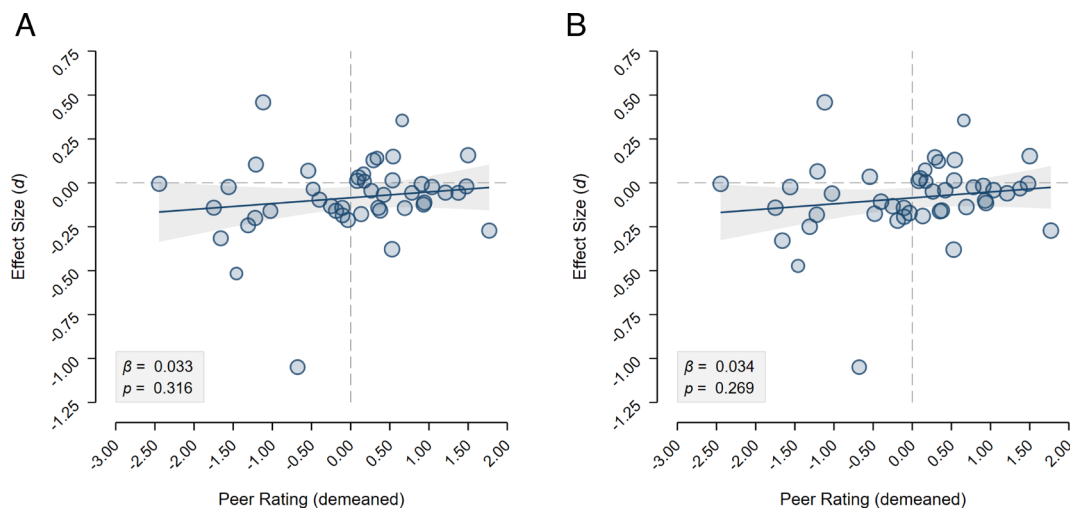 A
0.75
0.50
0.25
0.00
-0.25
-0.50
-0.75
-1.00
-1.25
Effect Size (d)
β = 0.033
p = 0.316
-3.00 -2.50 -2.00 -1.50 -1.00 -0.50 0.00 0.50 1.00 1.50 2.00
Peer Rating (demeaned)
B
0.75
0.50
0.25
0.00
-0.25
-0.50
-0.75
-1.00
-1.25
Effect Size (d)
β = 0.034
p = 0.269
-3.00 -2.50 -2.00 -1.50 -1.00 -0.50 0.00 0.50 1.00 1.50 2.00
Peer Rating (demeaned)